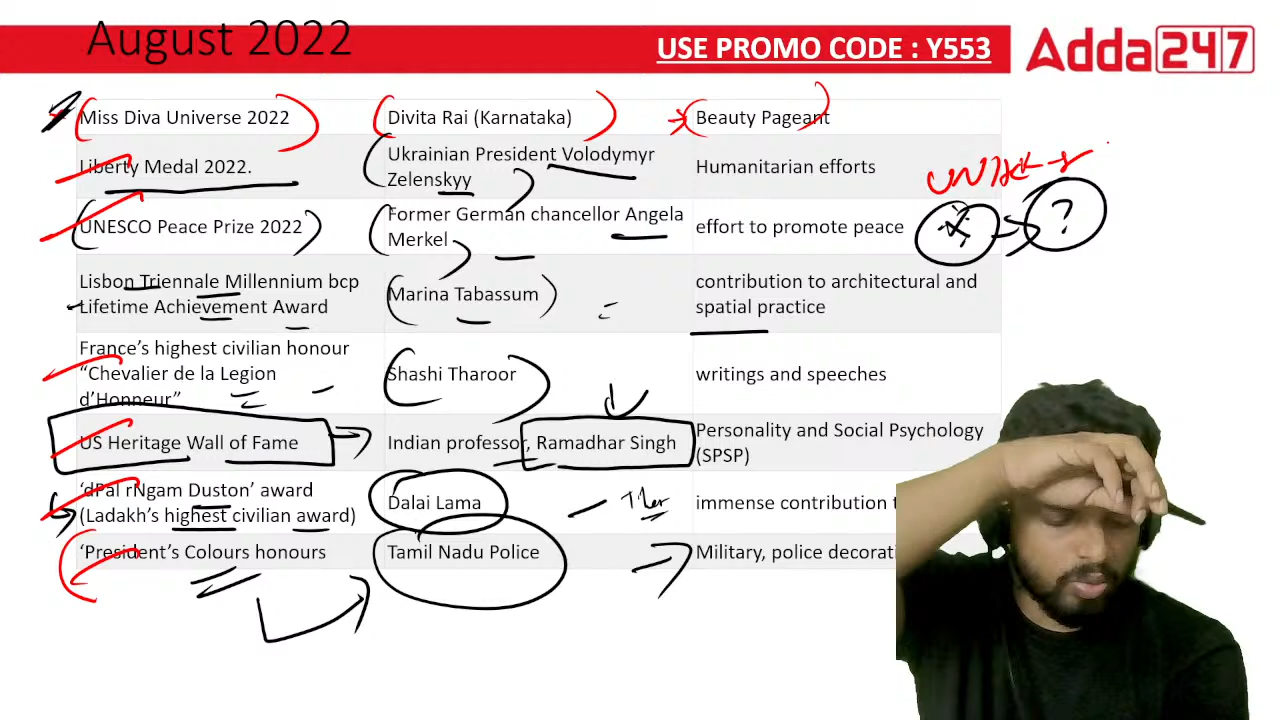 August 2022
USE PROMO CODE : Y553
Adda247
Miss Diva Universe 2022
Divita Rai (Karnataka)
Beauty Pageant
Liberty Medal 2022.
Ukrainian President Volodymyr
Zelenskyy
Humanitarian efforts
UNESCO Peace Prize 2022
Former German chancellor Angela
Merkel
effort to promote peace
?
Lisbon Triennale Millennium bcp
Lifetime Achievement Award
Marina Tabassum
contribution to architectural and
spatial practice
France’s highest civilian honour
“Chevalier de la Legion
d’Honneur”
Shashi Tharoor
writings and speeches
US Heritage Wall of Fame
Indian professor, Ramadhar Singh
Personality and Social Psychology
(SPSP)
‘dPal rNgam Duston’ award
(Ladakh’s highest civilian award)
Dalai Lama
immense contribution
‘President’s Colours honours
Tamil Nadu Police
Military, police